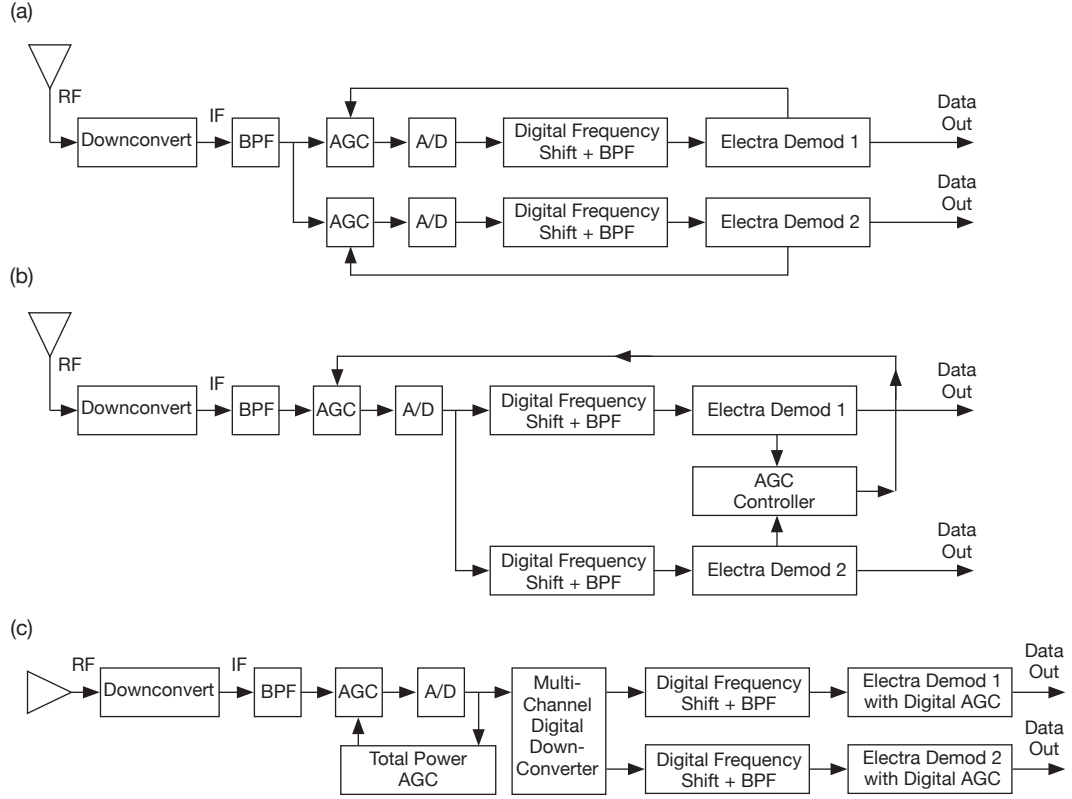 (a)
RF
Downconvert
IF
BPF
AGC
A/D
Digital Frequency
Shift + BPF
Electra Demod 1
Data
Out
AGC
A/D
Digital Frequency
Shift + BPF
Electra Demod 2
Data
Out
(b)
RF
Downconvert
IF
BPF
AGC
A/D
Digital Frequency
Shift + BPF
Electra Demod 1
Data
Out
AGC
Controller
Digital Frequency
Shift + BPF
Electra Demod 2
Data
Out
(c)
RF
Downconvert
IF
BPF
AGC
A/D
Total Power
AGC
Multi-
Channel
Digital
Down-
Converter
Digital Frequency
Shift + BPF
Electra Demod 1
with Digital AGC
Data
Out
Digital Frequency
Shift + BPF
Electra Demod 2
with Digital AGC
Data
Out